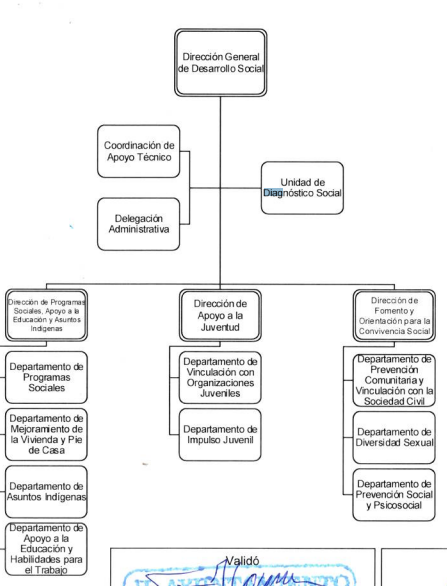 Dirección General
de Desarrollo Social
Coordinación de
Apoyo Técnico
Unidad de
Diagnóstico Social
Delegación
Administrativa
Dirección de Programas
Sociales, Apoyo a la
Educación y Asuntos
Indígenas
Dirección de
Apoyo a la
Juventud
Dirección de
Fomento y
Orientación para la
Convivencia Social
Departamento de
Programas
Sociales
Departamento de
Mejoramiento de
la Vivienda y Pie
de Casa
Departamento de
Asuntos Indígenas
Departamento de
Apoyo a la
Educación y
Habilidades para
el Trabajo
Departamento de
Vinculación con
Organizaciones
Juveniles
Departamento de
Impulso Juvenil
Departamento de
Prevención
Comunitaria y
Vinculación con la
Sociedad Civil
Departamento de
Diversidad Sexual
Departamento de
Prevención Social
y Psicosocial
Validó